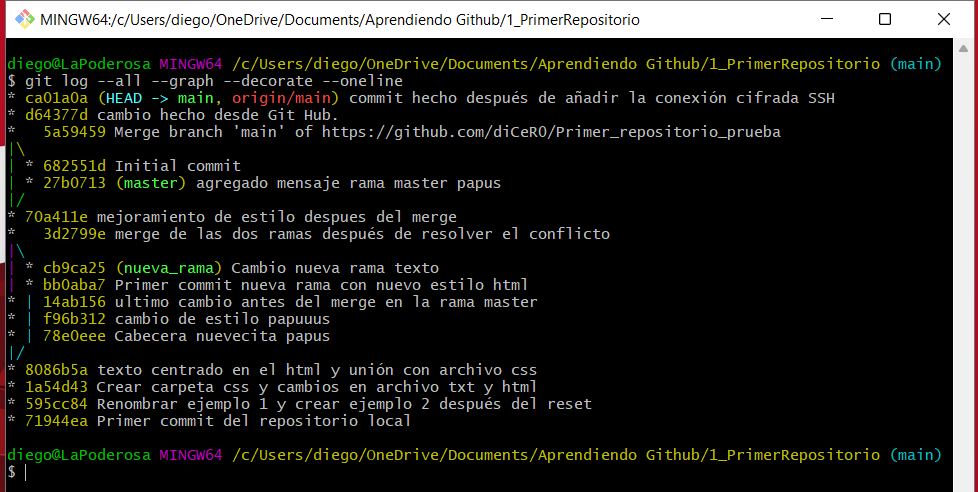 MINGW64:/c/Users/diego/OneDrive/Documents/Aprendiendo Github/1_PrimerRepositorio
diego@LaPoderosa MINGW64 /c/Users/diego/OneDrive/Documents/Aprendiendo Github/1_PrimerRepositorio (main)
$ git log --all --graph --decorate --oneline
* ca01a0a (HEAD -> main, origin/main) commit hecho después de añadir la conexión cifrada SSH
* d64377d cambio hecho desde Git Hub.
*   5a59459 Merge branch 'main' of https://github.com/diCeR0/Primer_repositorio_prueba
|\
| * 682551d Initial commit
| * 27b0713 (master) agregado mensaje rama master papus
|/
* 70a411e mejoramiento de estilo despues del merge
*   3d2799e merge de las dos ramas después de resolver el conflicto
|\
| * cb9ca25 (nueva_rama) Cambio nueva rama texto
| * bb0aba7 Primer commit nueva rama con nuevo estilo html
* | 14ab156 ultimo cambio antes del merge en la rama master
* | f96b312 cambio de estilo papuuus
* | 78e0eee Cabecera nuevecita papus
|/
* 8086b5a texto centrado en el html y unión con archivo css
* 1a54d43 Crear carpeta css y cambios en archivo txt y html
* 595cc84 Renombrar ejemplo 1 y crear ejemplo 2 después del reset
* 71944ea Primer commit del repositorio local
diego@LaPoderosa MINGW64 /c/Users/diego/OneDrive/Documents/Aprendiendo Github/1_PrimerRepositorio (main)
$